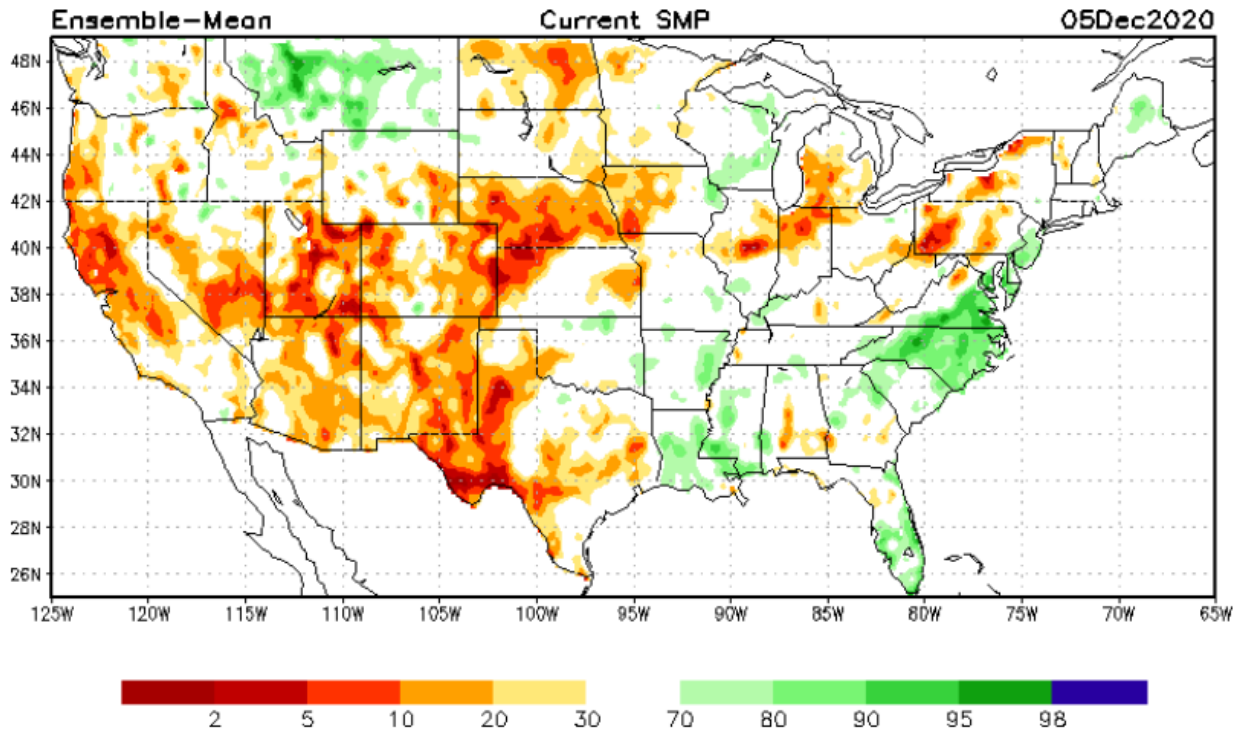 Ensemble-Mean Current SMP 05Dec2020
48N
46N
44N
42N
40N
38N
36N
34N
32N
30N
28N
26N
125W 120W 115W 110W 105W 100W 95W 90W 85W 80W 75W 70W 65W
2 5 10 20 30 70 80 90 95 98